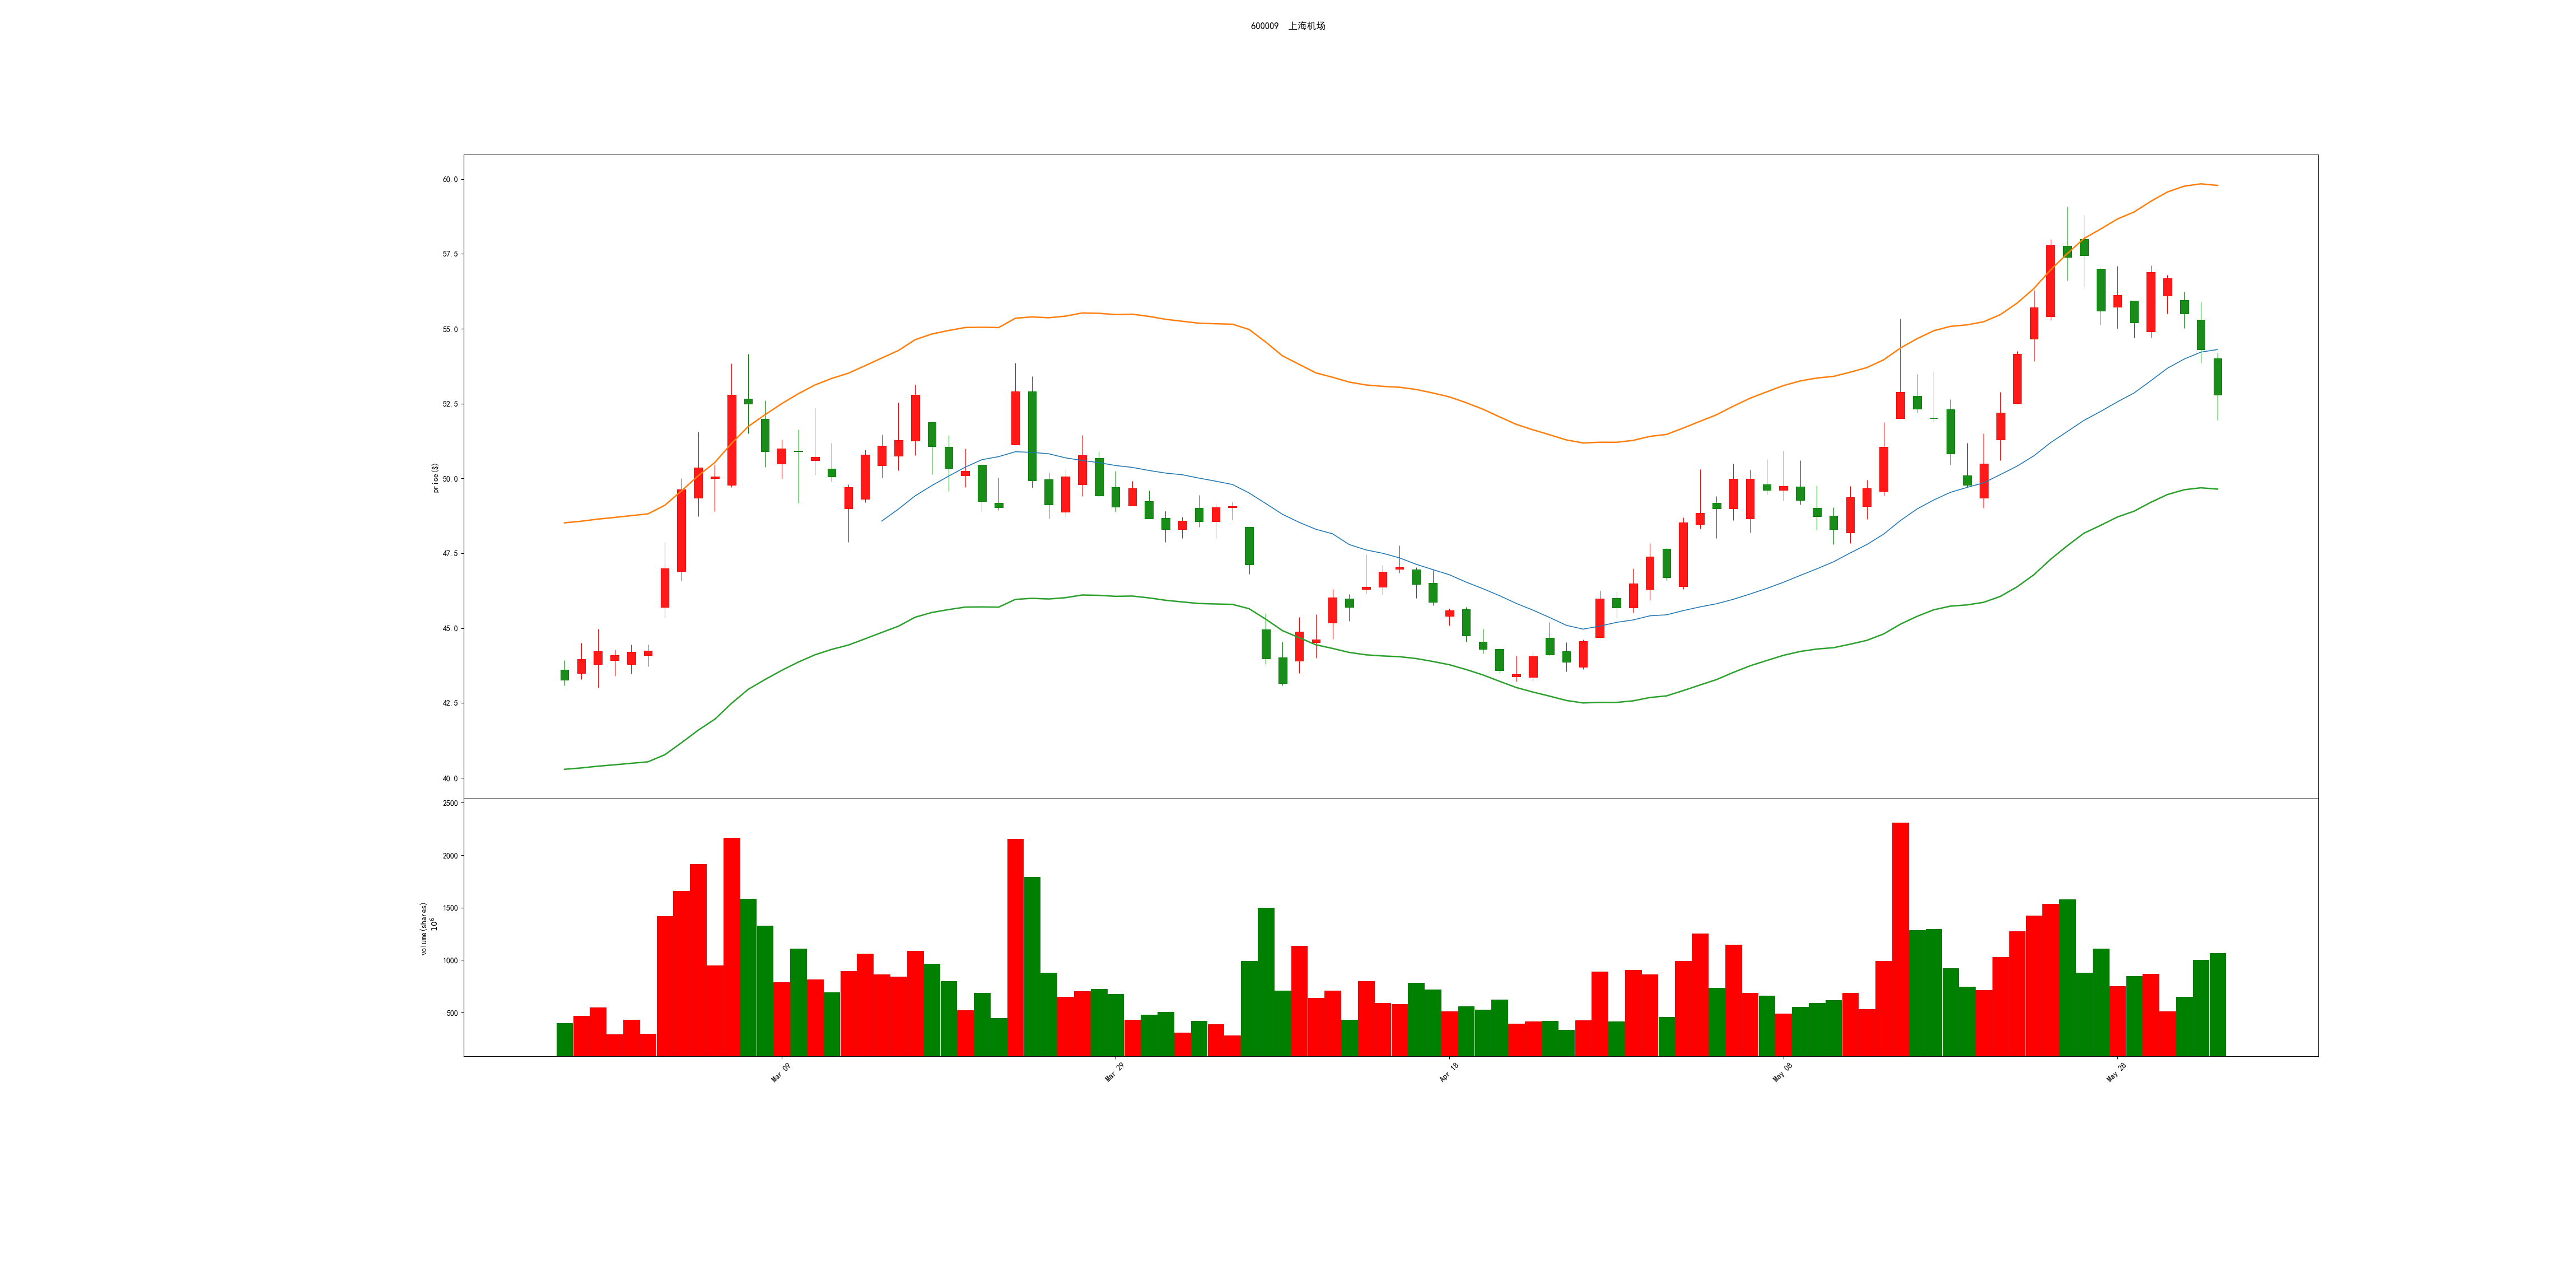 600009 上海机场
60.0
57.5
55.0
52.5
50.0
47.5
45.0
42.5
40.0
price($)
2500
2000
1500
1000
500
volume(shares)
10⁶
Mar 09
Mar 29
Apr 18
May 08
May 28